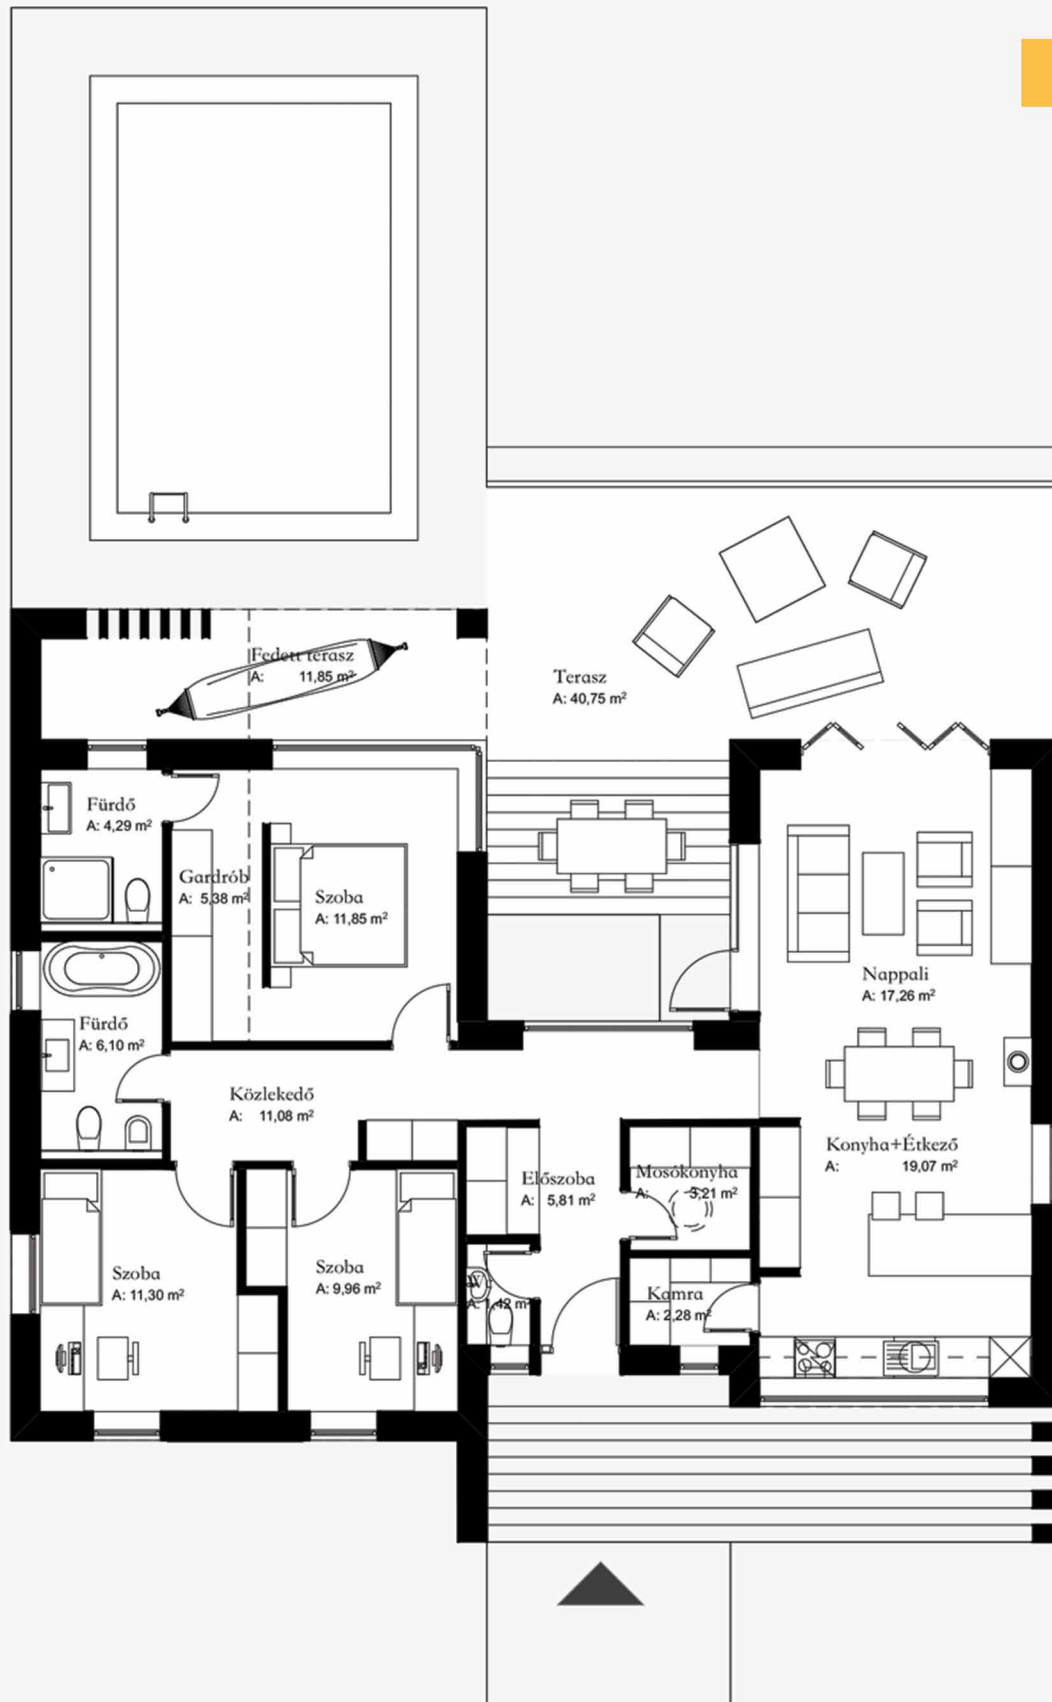 Fedett terasz
A: 11,85 m²
Terasz
A: 40,75 m²
Fürdő
A: 4,29 m²
Gardrób
A: 5,38 m²
Szoba
A: 11,85 m²
Nappali
A: 17,26 m²
Fürdő
A: 6,10 m²
Közlekedő
A: 11,08 m²
Konyha+Étkező
A: 19,07 m²
Előszoba
A: 5,81 m²
Mosókonyha
A: 3,21 m²
Szoba
A: 11,30 m²
Szoba
A: 9,96 m²
A: 1,42 m²
Kamra
A: 2,28 m²